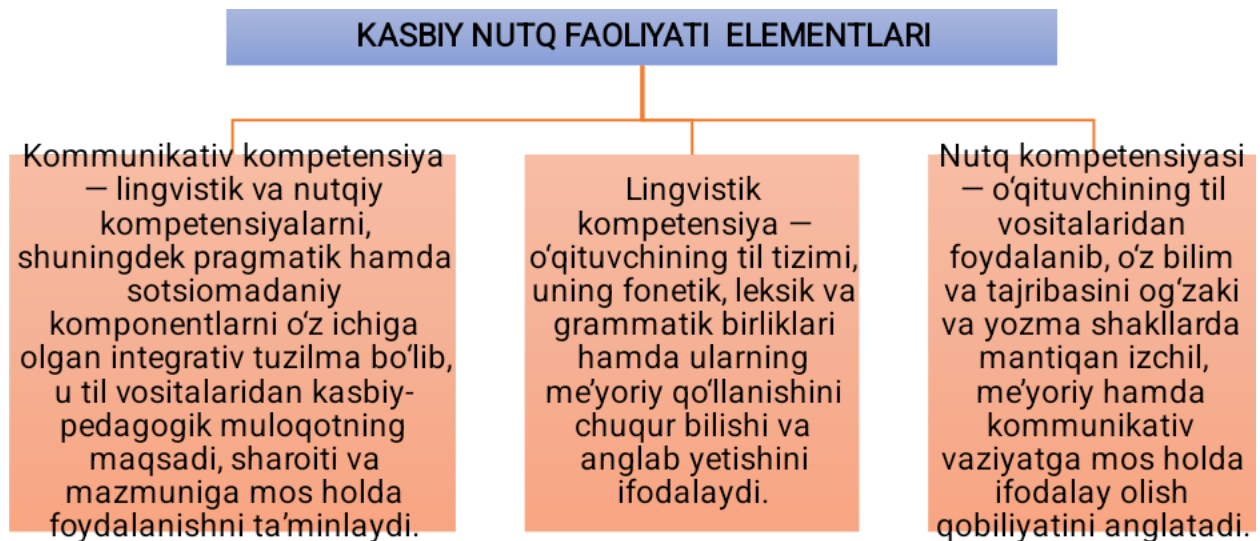 KASBIY NUTQ FAOLIYATI ELEMENTLARI
Kommunikativ kompetensiya
— lingvistik va nutqiy
kompetensiyalarni,
shuningdek pragmatik hamda
sotsiomadaniy
komponentlarni o‘z ichiga
olgan integrativ tuzilma bo‘lib,
u til vositalaridan kasbiy-
pedagogik muloqotning
maqsadi, sharoiti va
mazmuniga mos holda
foydalanishni ta’minlaydi.
Lingvistik
kompetensiya —
o‘qituvchining til tizimi,
uning fonetik, leksik va
grammatik birliklari
hamda ularning
me’yoriy qo‘llanishini
chuqur bilishi va
anglab yetishini
ifodalaydi.
Nutq kompetensiyasi
— o‘qituvchining til
vositalaridan
foydalanib, o‘z bilim
va tajribasini og‘zaki
va yozma shakllarda
mantiqan izchil,
me’yoriy hamda
kommunikativ
vaziyatga mos holda
ifodalay olish
qobiliyatini anglatadi.